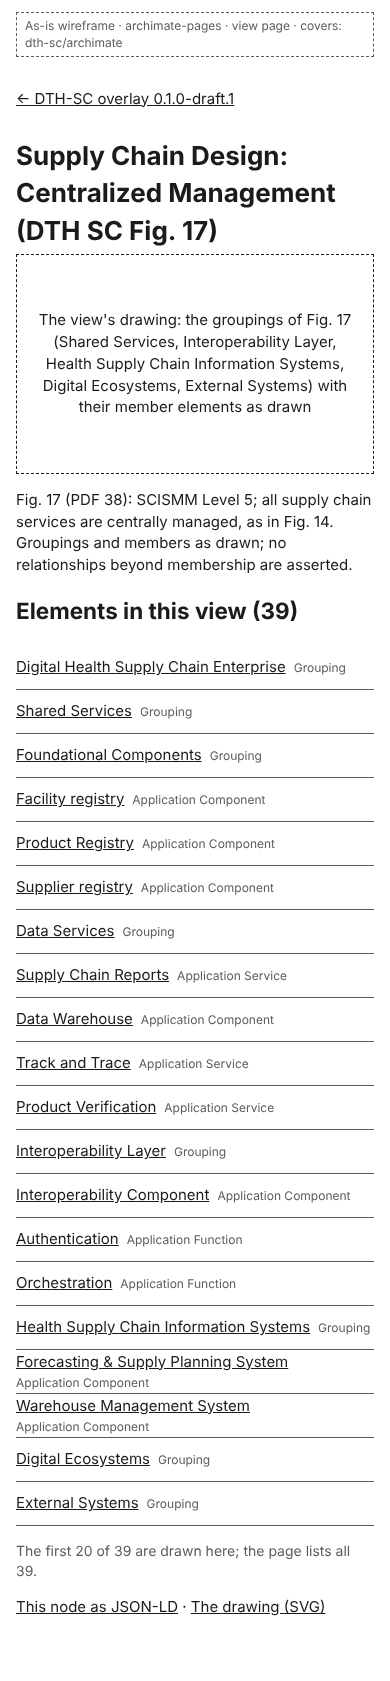 As-is wireframe · archimate-pages · view page · covers:
dth-sc/archimate
← DTH-SC overlay 0.1.0-draft.1
Supply Chain Design:
Centralized Management
(DTH SC Fig. 17)
The view's drawing: the groupings of Fig. 17
(Shared Services, Interoperability Layer,
Health Supply Chain Information Systems,
Digital Ecosystems, External Systems) with
their member elements as drawn
Fig. 17 (PDF 38): SCISMM Level 5; all supply chain
services are centrally managed, as in Fig. 14.
Groupings and members as drawn; no
relationships beyond membership are asserted.
Elements in this view (39)
Digital Health Supply Chain Enterprise Grouping
Shared Services Grouping
Foundational Components Grouping
Facility registry Application Component
Product Registry Application Component
Supplier registry Application Component
Data Services Grouping
Supply Chain Reports Application Service
Data Warehouse Application Component
Track and Trace Application Service
Product Verification Application Service
Interoperability Layer Grouping
Interoperability Component Application Component
Authentication Application Function
Orchestration Application Function
Health Supply Chain Information Systems Grouping
Forecasting & Supply Planning System
Application Component
Warehouse Management System
Application Component
Digital Ecosystems Grouping
External Systems Grouping
The first 20 of 39 are drawn here; the page lists all
39.
This node as JSON-LD · The drawing (SVG)